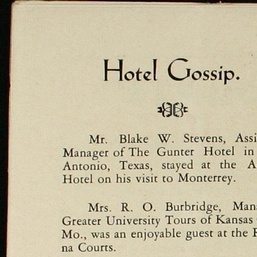 Hotel Gossip.
Mr. Blake W. Stevens, Assi
Manager of The Gunter Hotel in
Antonio, Texas, stayed at the A
Hotel on his visit to Monterrey.
Mrs. R. O. Burbridge, Man
Greater University Tours of Kansas
Mo., was an enjoyable guest at the
na Courts.